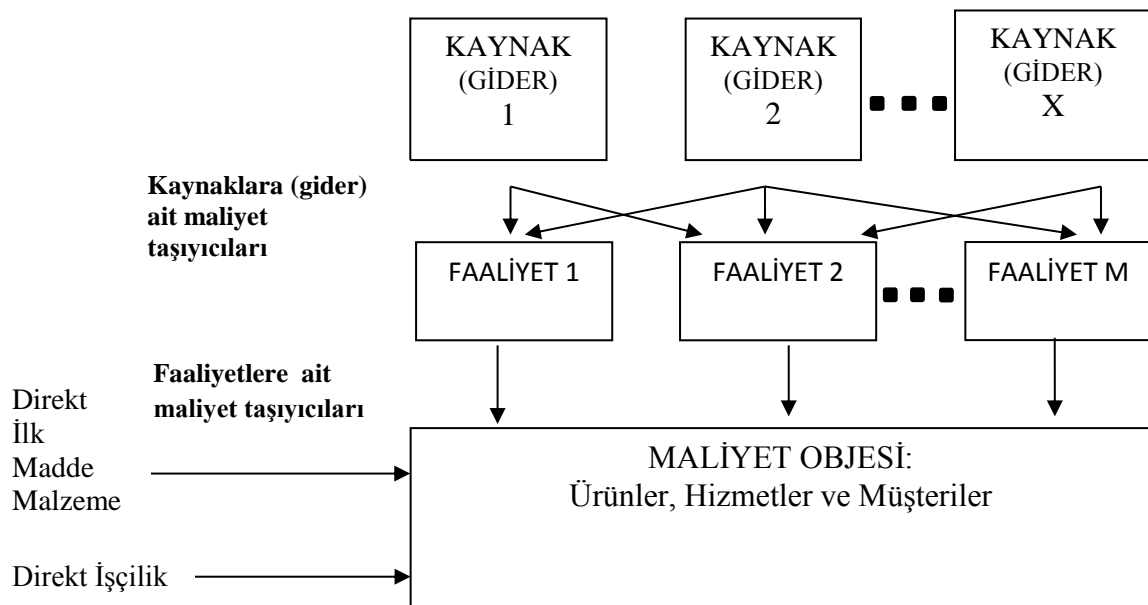 KAYNAK
(GİDER)
1
KAYNAK
(GİDER)
2
KAYNAK
(GİDER)
X
Kaynaklara (gider)
ait maliyet
taşıyıcıları
FAALİYET 1
FAALİYET 2
FAALİYET M
Faaliyetlere ait
maliyet taşıyıcıları
Direkt
İlk
Madde
Malzeme
MALİYET OBJESİ:
Ürünler, Hizmetler ve Müşteriler
Direkt İşçilik